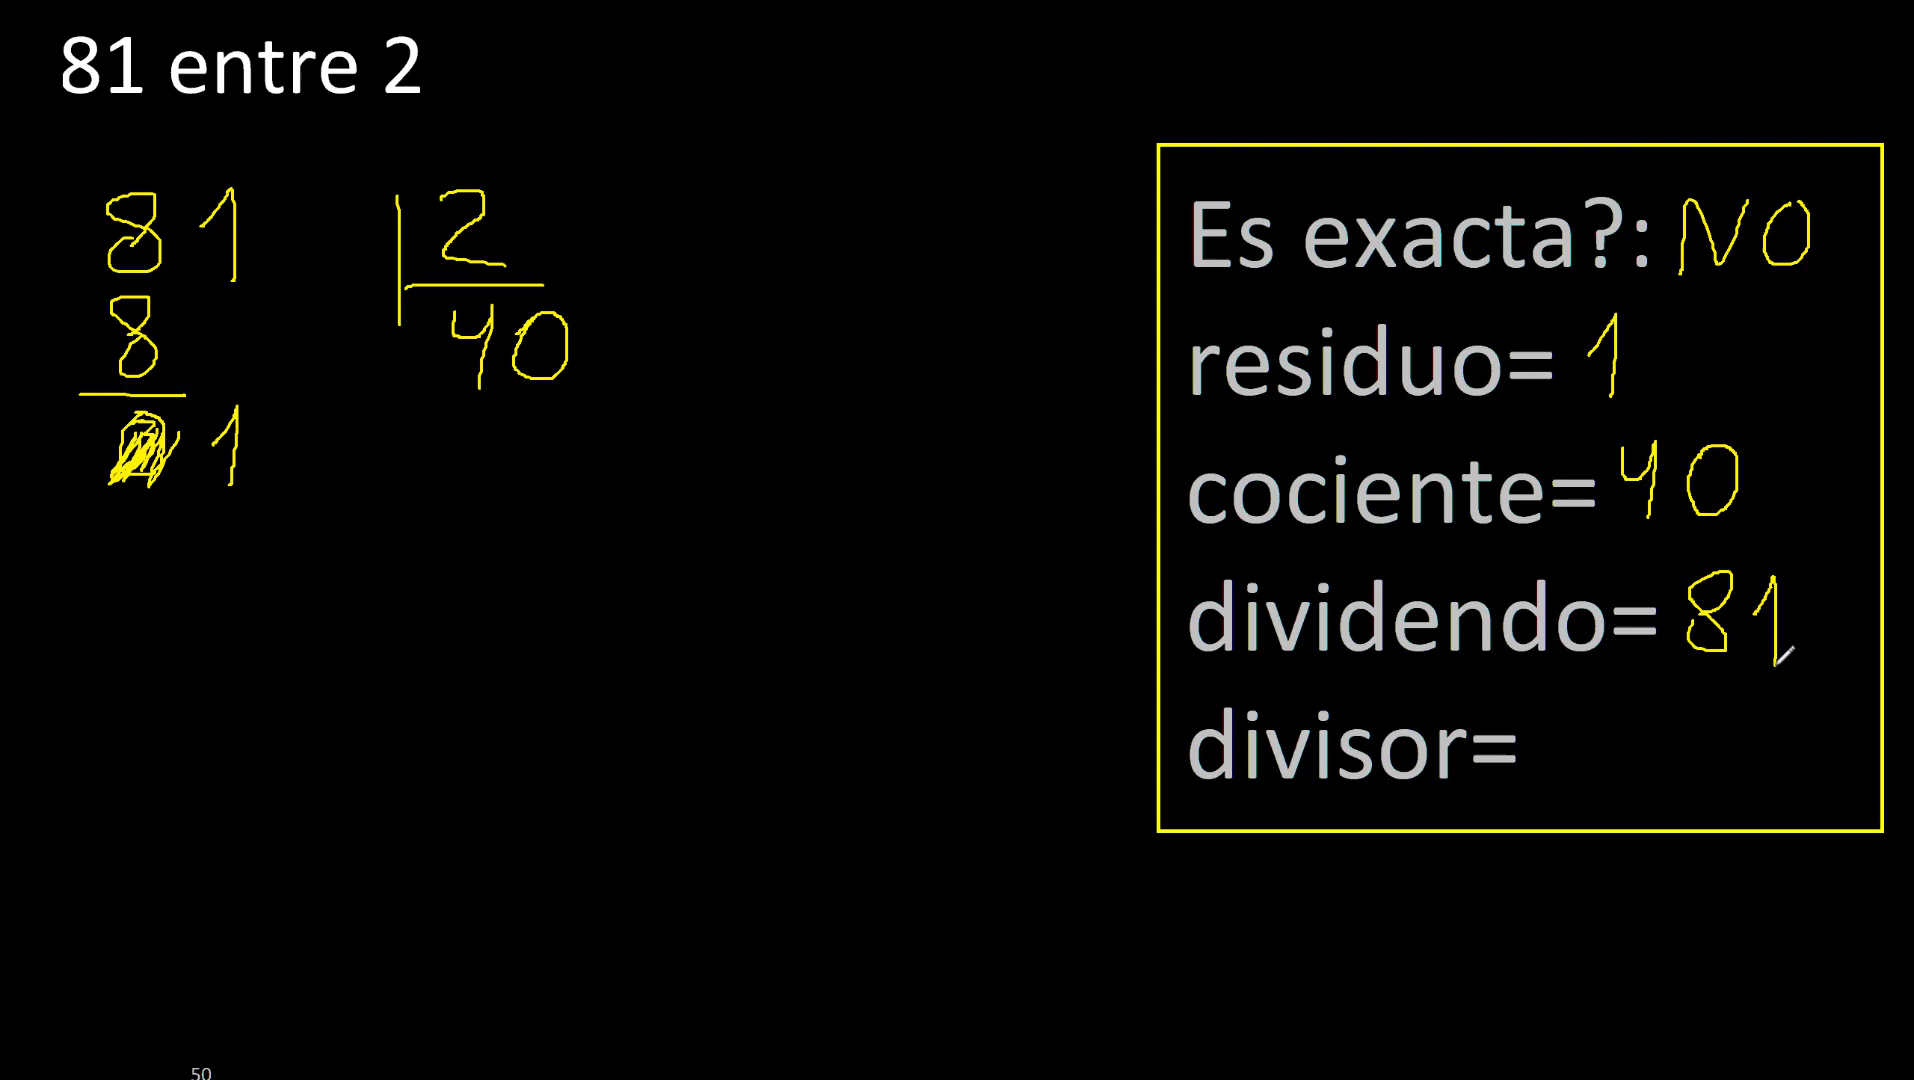 81 entre 2
81 2
8 40
1
Es exacta?: NO
residuo= 1
cociente= 40
dividendo= 81
divisor=
50